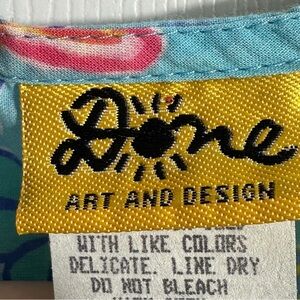 Done
ART AND DESIGN
WITH LIKE COLORS
DELICATE. LINE DRY
DO NOT BLEACH